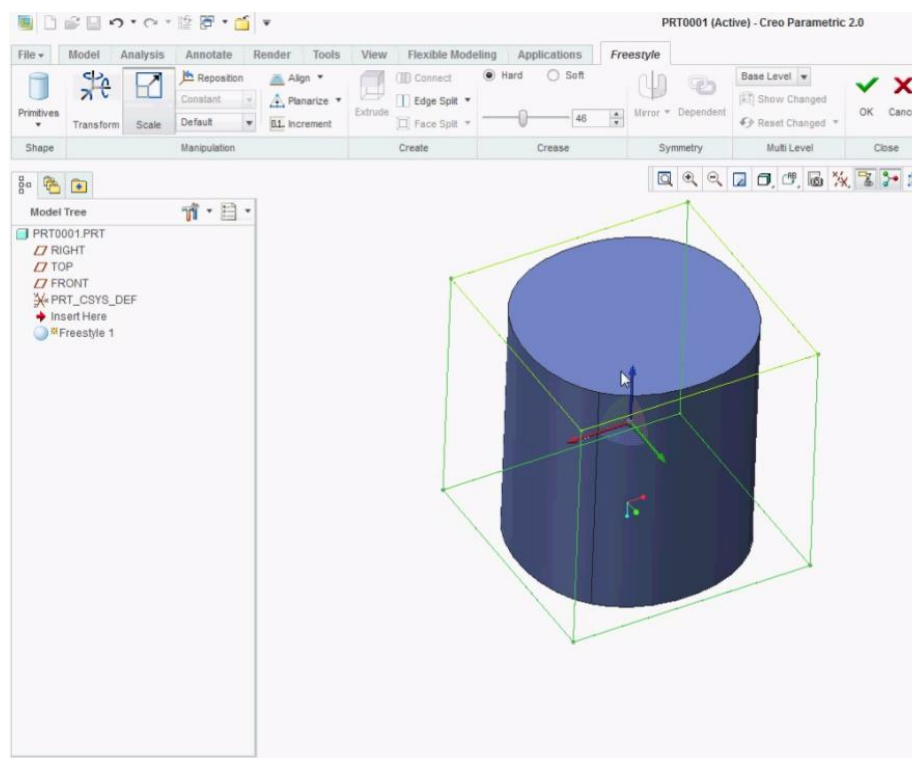 PRT0001 (Active) - Creo Parametric 2.0
File Model Analysis Annotate Render Tools View Flexible Modeling Applications Freestyle
Primitives
Transform
Scale
Reposition
Constant
Default
Align
Planarize
0.1.. Increment
Extrude
Connect
Edge Split
Face Split
Hard Soft
46
Mirror
Dependent
Base Level
Show Changed
Reset Changed
OK
Canc
Shape Manipulation Create Crease Symmetry Multi Level Close
Model Tree
PRT0001.PRT
RIGHT
TOP
FRONT
PRT_CSYS_DEF
Insert Here
Freestyle 1